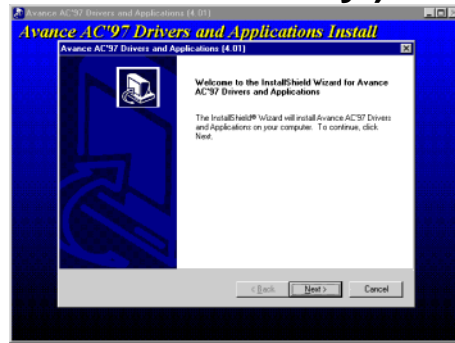 Avance AC'97 Drivers and Applications (4.01)
Avance AC'97 Drivers and Applications Install
Avance AC'97 Drivers and Applications (4.01)
Welcome to the InstallShield Wizard for Avance
AC'97 Drivers and Applications
The InstallShield® Wizard will install Avance AC'97 Drivers
and Applications on your computer. To continue, click
Next.
< Back Next > Cancel